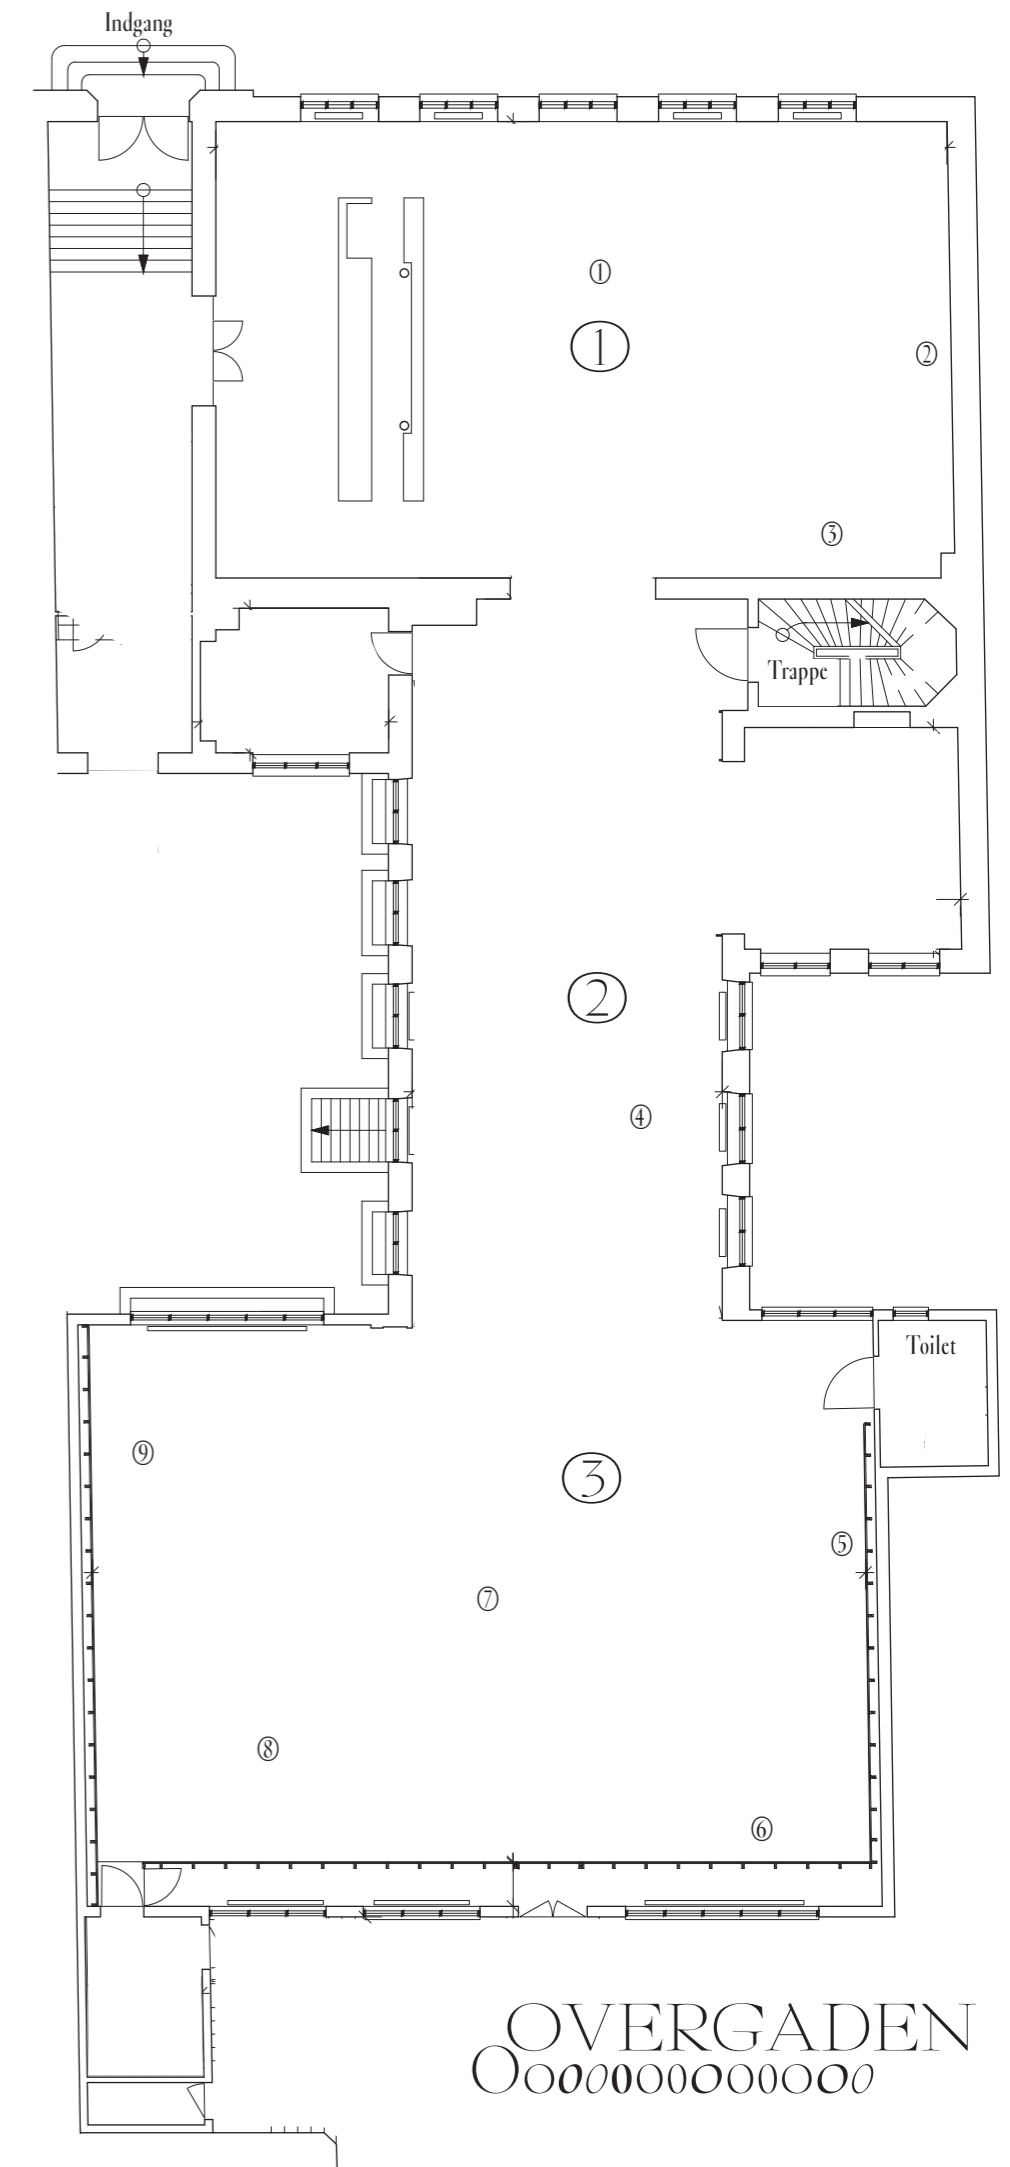 Indgang
①
①
②
③
Trappe
②
④
Toilet
⑨
③
⑤
⑦
⑧
⑥
OVERGADEN
Oooooooooooooo